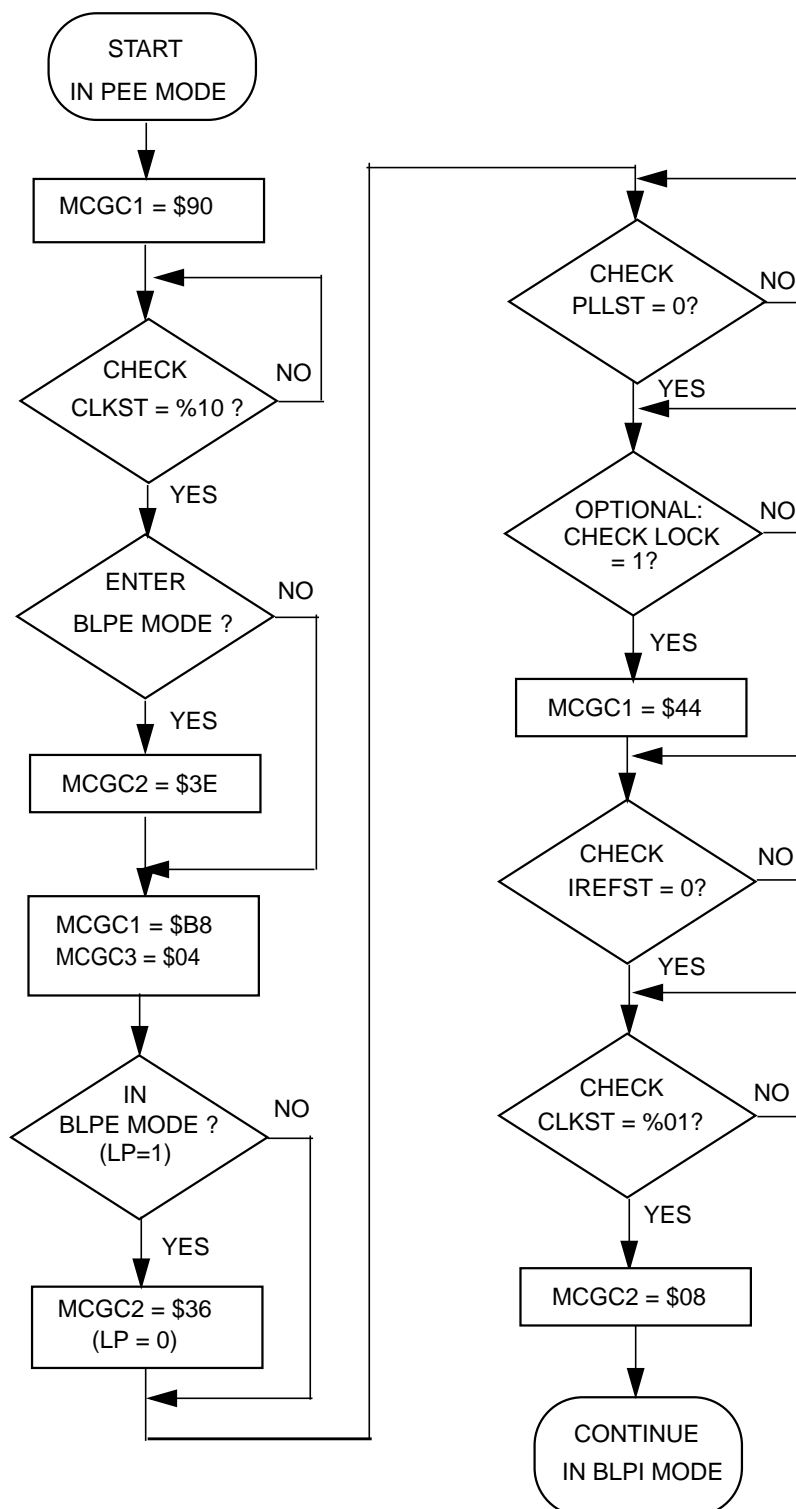 START
IN PEE MODE
MCGC1 = $90
CHECK
CLKST = %10 ?
NO
YES
ENTER
BLPE MODE ?
NO
YES
MCGC2 = $3E
MCGC1 = $B8
MCGC3 = $04
IN
BLPE MODE ?
(LP=1)
NO
YES
MCGC2 = $36
(LP = 0)
CHECK
PLLST = 0?
NO
YES
OPTIONAL:
CHECK LOCK
= 1?
NO
YES
MCGC1 = $44
CHECK
IREFST = 0?
NO
YES
CHECK
CLKST = %01?
NO
YES
MCGC2 = $08
CONTINUE
IN BLPI MODE